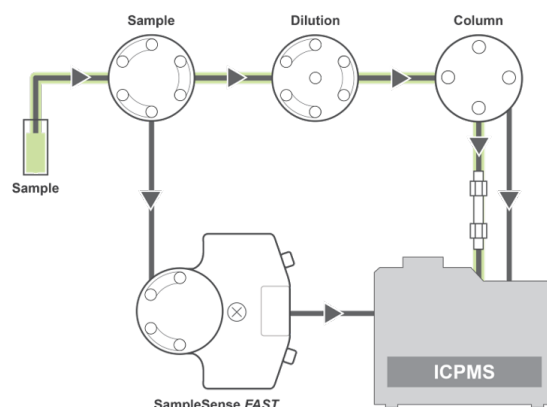 Sample
Dilution
Column
Sample
ICPMS
SampleSense FAST